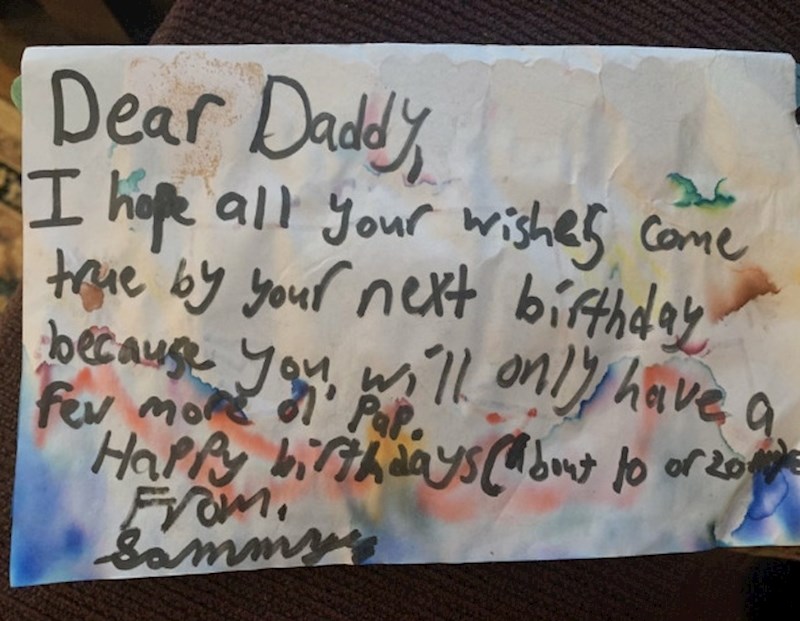 Dear Daddy,
I hope all your wishes come
true by your next birthday
because you will only have a
few more ol' Pap.
Happy birthdays (About 10 or 20 more
From,
Sammy